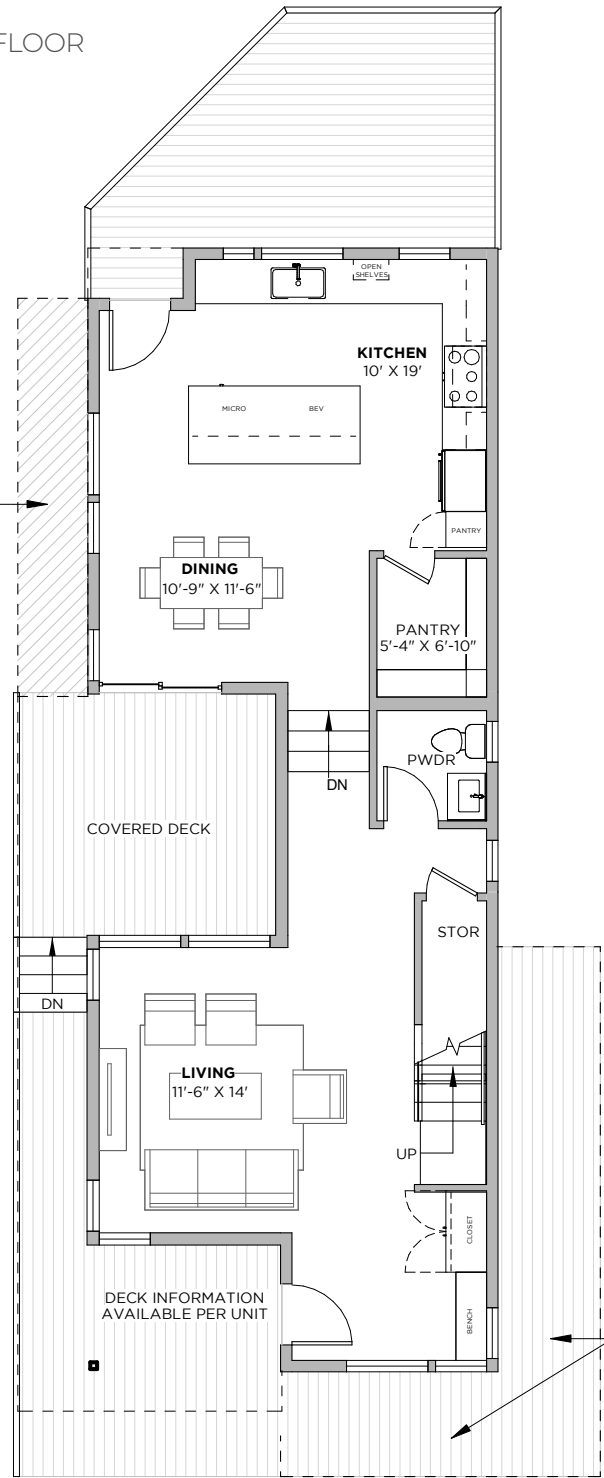 FLOOR
OPEN
SHELVES
KITCHEN
10' X 19'
MICRO
BEV
PANTRY
DINING
10'-9" X 11'-6"
PANTRY
5'-4" X 6'-10"
PWDR
DN
COVERED DECK
STOR
DN
LIVING
11'-6" X 14'
UP
CLOSET
DECK INFORMATION
AVAILABLE PER UNIT
BENCH